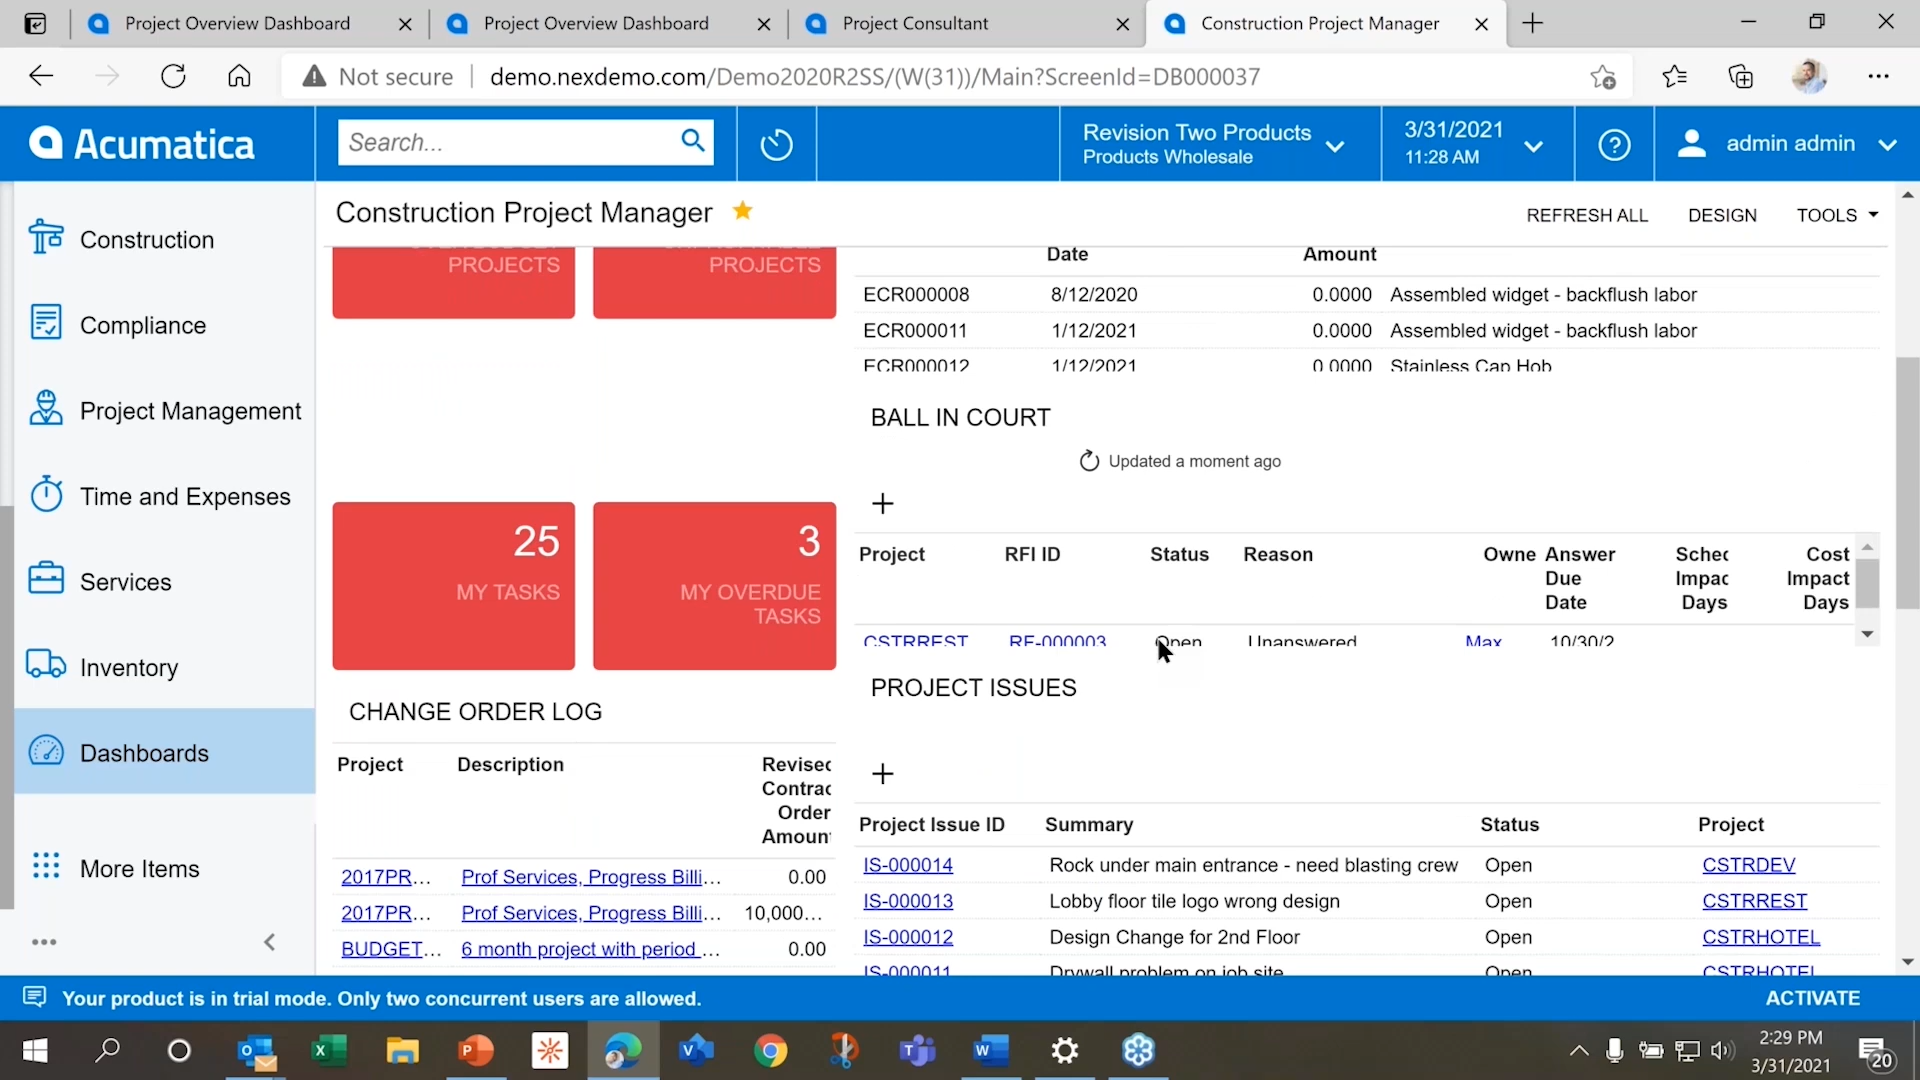 Project Overview Dashboard
Project Overview Dashboard
Project Consultant
Construction Project Manager
Not secure
demo.nexdemo.com/Demo2020R2SS/(W(31))/Main?ScreenId=DB000037
Acumatica
Search...
Revision Two Products
Products Wholesale
3/31/2021
11:28 AM
admin admin
Construction
Compliance
Project Management
Time and Expenses
Services
Inventory
Dashboards
More Items
Construction Project Manager
REFRESH ALL
DESIGN
TOOLS
PROJECTS
PROJECTS
25
MY TASKS
3
MY OVERDUE
TASKS
CHANGE ORDER LOG
Project Description Revised
Contrac
Order
Amount
2017PR... Prof Services, Progress Billi... 0.00
2017PR... Prof Services, Progress Billi... 10,000...
BUDGET... 6 month project with period ... 0.00
Date Amount
ECR000008 8/12/2020 0.0000 Assembled widget - backflush labor
ECR000011 1/12/2021 0.0000 Assembled widget - backflush labor
ECR000012 1/12/2021 0.0000 Stainless Cap Hob
BALL IN COURT
Updated a moment ago
Project RFI ID Status Reason Owne Answer Due Date Sched Impac Days Cost Impact Days
CSTRREST RF-000003 Open Unanswered Max 10/30/2
PROJECT ISSUES
Project Issue ID Summary Status Project
IS-000014 Rock under main entrance - need blasting crew Open CSTRDEV
IS-000013 Lobby floor tile logo wrong design Open CSTRREST
IS-000012 Design Change for 2nd Floor Open CSTRHOTEL
IS-000011 Drywall problem on job site Open CSTRHOTEL
Your product is in trial mode. Only two concurrent users are allowed.
ACTIVATE
2:29 PM
3/31/2021
20